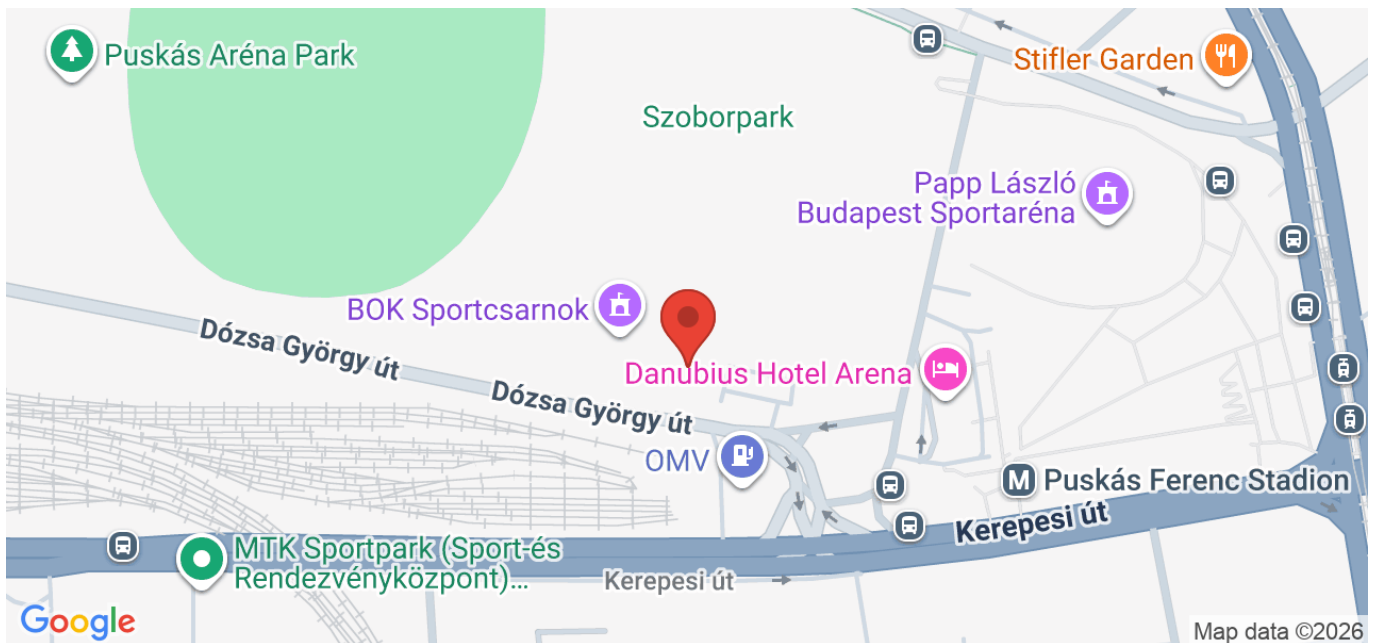 Puskás Aréna Park
Stifler Garden
Szoborpark
Papp László
Budapest Sportaréna
BOK Sportcsarnok
Dózsa György út
Danubius Hotel Arena
Dózsa György út
OMV
M Puskás Ferenc Stadion
Kerepesi út
MTK Sportpark (Sport-és
Rendezvényközpont)...
Kerepesi út
Google
Map data ©2026